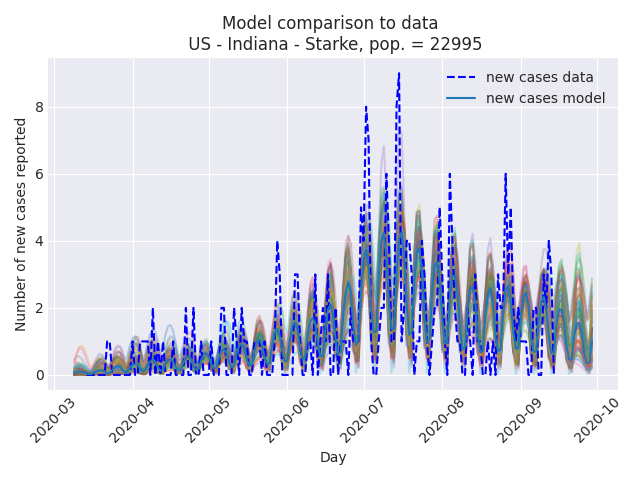 Model comparison to data
US - Indiana - Starke, pop. = 22995
new cases data
new cases model
Number of new cases reported
8
6
4
2
0
2020-03
2020-04
2020-05
2020-06
2020-07
2020-08
2020-09
2020-10
Day